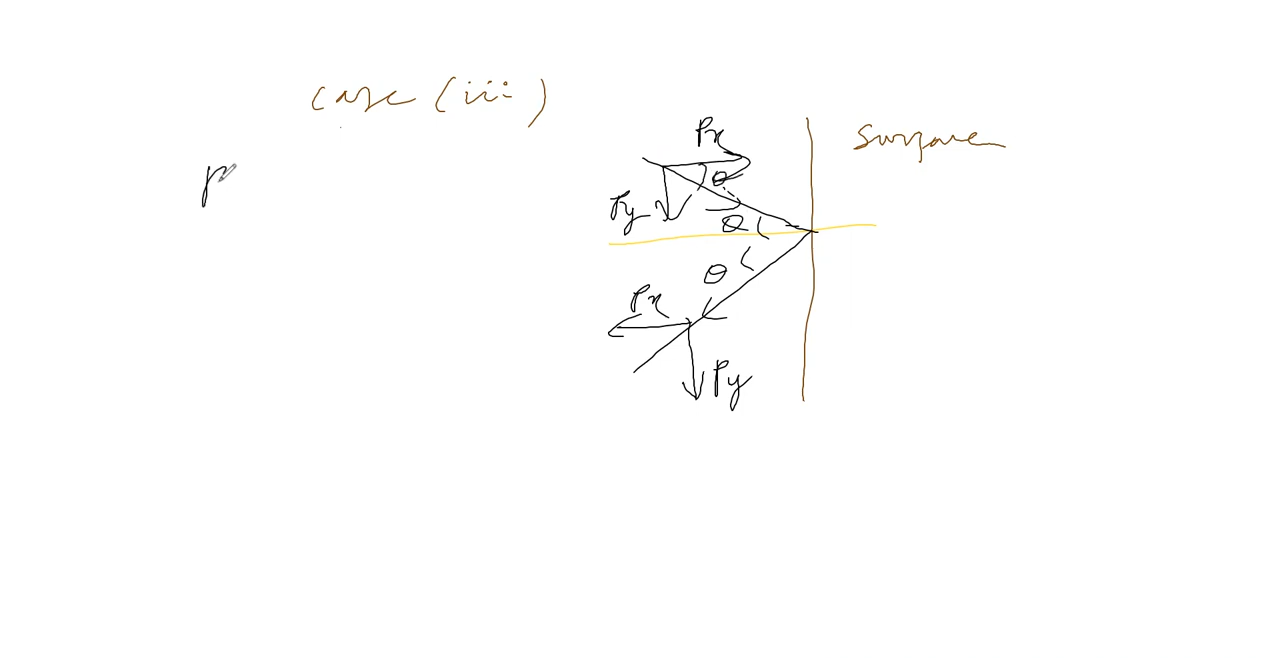 case (iii)
Px
surface
p
θ
Py
θ
θ
Px
Py